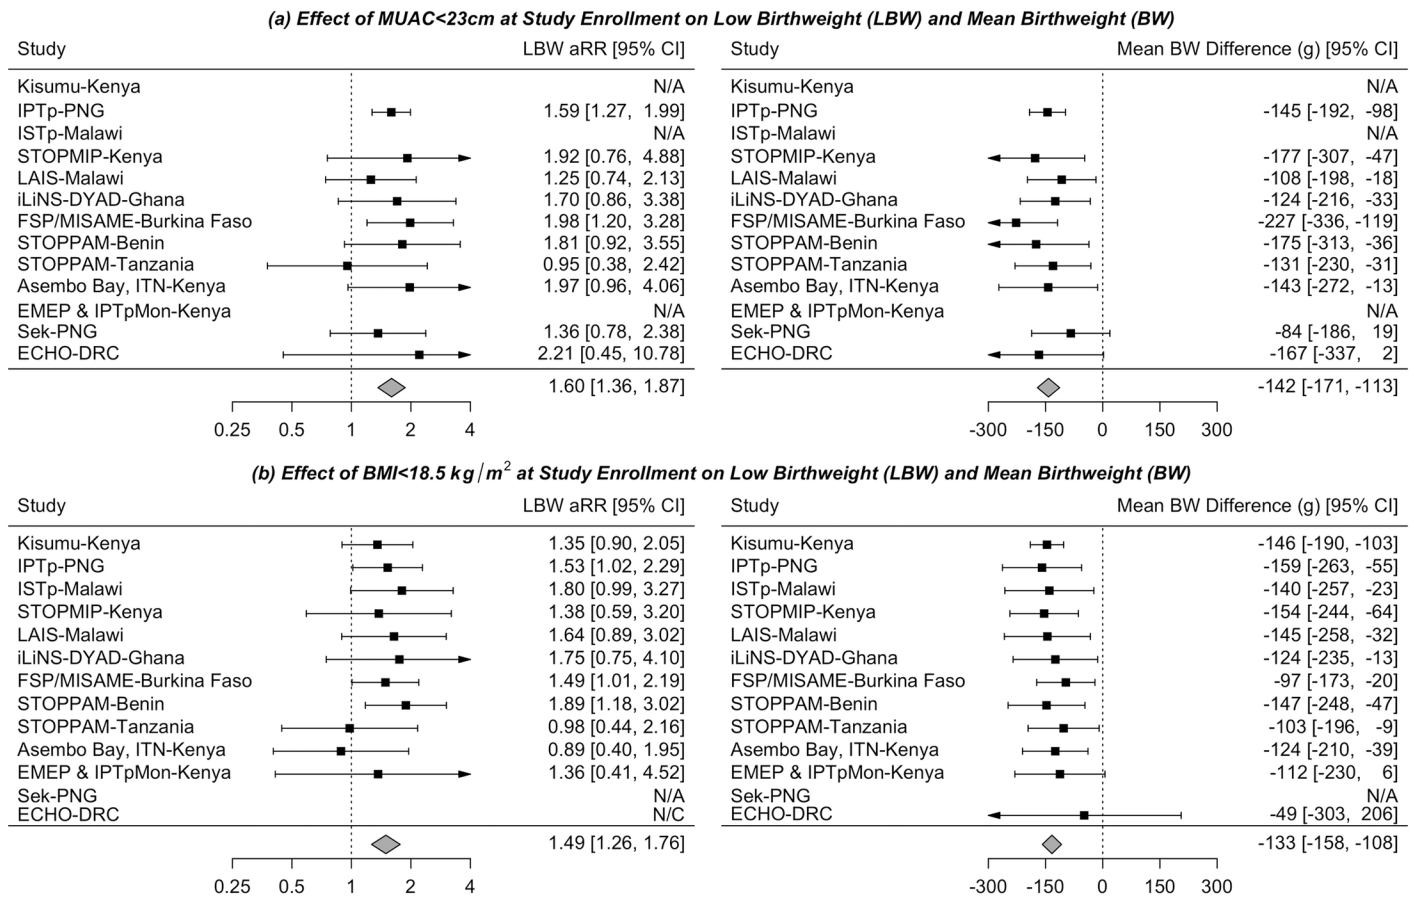 (a) Effect of MUAC<23cm at Study Enrollment on Low Birthweight (LBW) and Mean Birthweight (BW)
Study LBW aRR [95% CI]
Kisumu-Kenya N/A
IPTp-PNG 1.59 [1.27, 1.99]
ISTp-Malawi N/A
STOPMIP-Kenya 1.92 [0.76, 4.88]
LAIS-Malawi 1.25 [0.74, 2.13]
iLiNS-DYAD-Ghana 1.70 [0.86, 3.38]
FSP/MISAME-Burkina Faso 1.98 [1.20, 3.28]
STOPPAM-Benin 1.81 [0.92, 3.55]
STOPPAM-Tanzania 0.95 [0.38, 2.42]
Asembo Bay, ITN-Kenya 1.97 [0.96, 4.06]
EMEP & IPTpMon-Kenya N/A
Sek-PNG 1.36 [0.78, 2.38]
ECHO-DRC 2.21 [0.45, 10.78]
1.60 [1.36, 1.87]
0.25 0.5 1 2 4
Study Mean BW Difference (g) [95% CI]
Kisumu-Kenya N/A
IPTp-PNG -145 [-192, -98]
ISTp-Malawi N/A
STOPMIP-Kenya -177 [-307, -47]
LAIS-Malawi -108 [-198, -18]
iLiNS-DYAD-Ghana -124 [-216, -33]
FSP/MISAME-Burkina Faso -227 [-336, -119]
STOPPAM-Benin -175 [-313, -36]
STOPPAM-Tanzania -131 [-230, -31]
Asembo Bay, ITN-Kenya -143 [-272, -13]
EMEP & IPTpMon-Kenya N/A
Sek-PNG -84 [-186, 19]
ECHO-DRC -167 [-337, 2]
-142 [-171, -113]
-300 -150 0 150 300
(b) Effect of BMI<18.5 kg/m² at Study Enrollment on Low Birthweight (LBW) and Mean Birthweight (BW)
Study LBW aRR [95% CI]
Kisumu-Kenya 1.35 [0.90, 2.05]
IPTp-PNG 1.53 [1.02, 2.29]
ISTp-Malawi 1.80 [0.99, 3.27]
STOPMIP-Kenya 1.38 [0.59, 3.20]
LAIS-Malawi 1.64 [0.89, 3.02]
iLiNS-DYAD-Ghana 1.75 [0.75, 4.10]
FSP/MISAME-Burkina Faso 1.49 [1.01, 2.19]
STOPPAM-Benin 1.89 [1.18, 3.02]
STOPPAM-Tanzania 0.98 [0.44, 2.16]
Asembo Bay, ITN-Kenya 0.89 [0.40, 1.95]
EMEP & IPTpMon-Kenya 1.36 [0.41, 4.52]
Sek-PNG N/A
ECHO-DRC N/C
1.49 [1.26, 1.76]
0.25 0.5 1 2 4
Study Mean BW Difference (g) [95% CI]
Kisumu-Kenya -146 [-190, -103]
IPTp-PNG -159 [-263, -55]
ISTp-Malawi -140 [-257, -23]
STOPMIP-Kenya -154 [-244, -64]
LAIS-Malawi -145 [-258, -32]
iLiNS-DYAD-Ghana -124 [-235, -13]
FSP/MISAME-Burkina Faso -97 [-173, -20]
STOPPAM-Benin -147 [-248, -47]
STOPPAM-Tanzania -103 [-196, -9]
Asembo Bay, ITN-Kenya -124 [-210, -39]
EMEP & IPTpMon-Kenya -112 [-230, 6]
Sek-PNG N/A
ECHO-DRC -49 [-303, 206]
-133 [-158, -108]
-300 -150 0 150 300